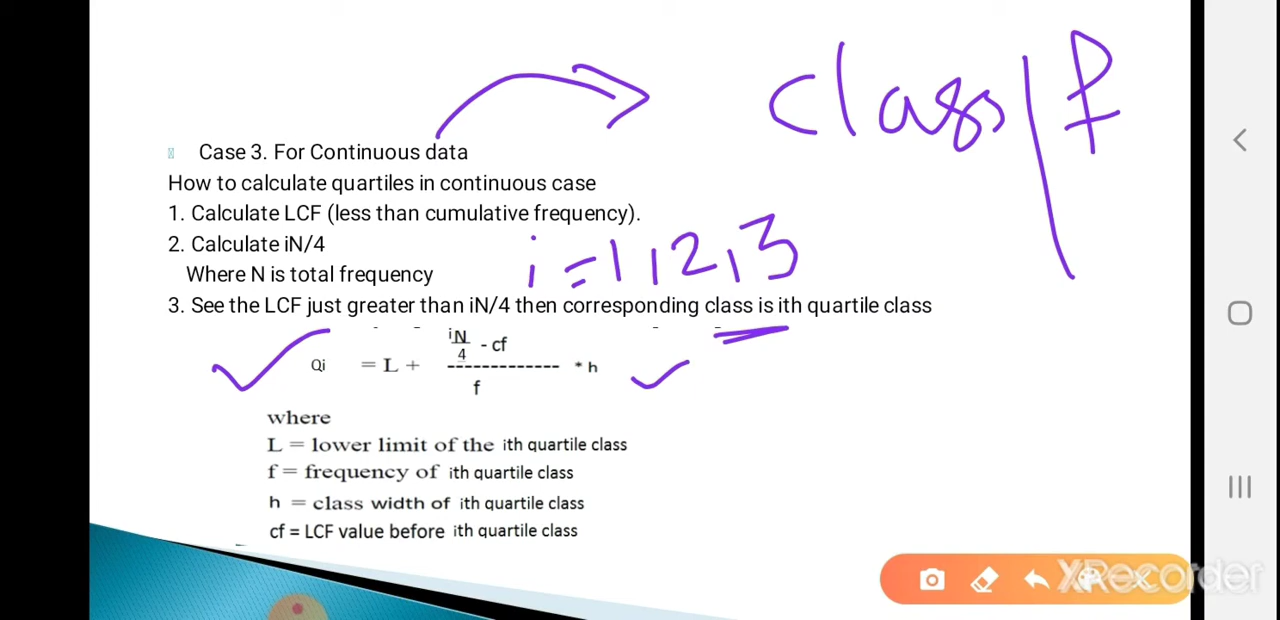 class | f
Case 3. For Continuous data
How to calculate quartiles in continuous case
1. Calculate LCF (less than cumulative frequency).
2. Calculate iN/4
i = 1, 2, 3
Where N is total frequency
3. See the LCF just greater than iN/4 then corresponding class is ith quartile class
iN
4 - cf
Qi = L + -------------- * h
f
where
L = lower limit of the ith quartile class
f = frequency of ith quartile class
h = class width of ith quartile class
cf = LCF value before ith quartile class
XRecorder